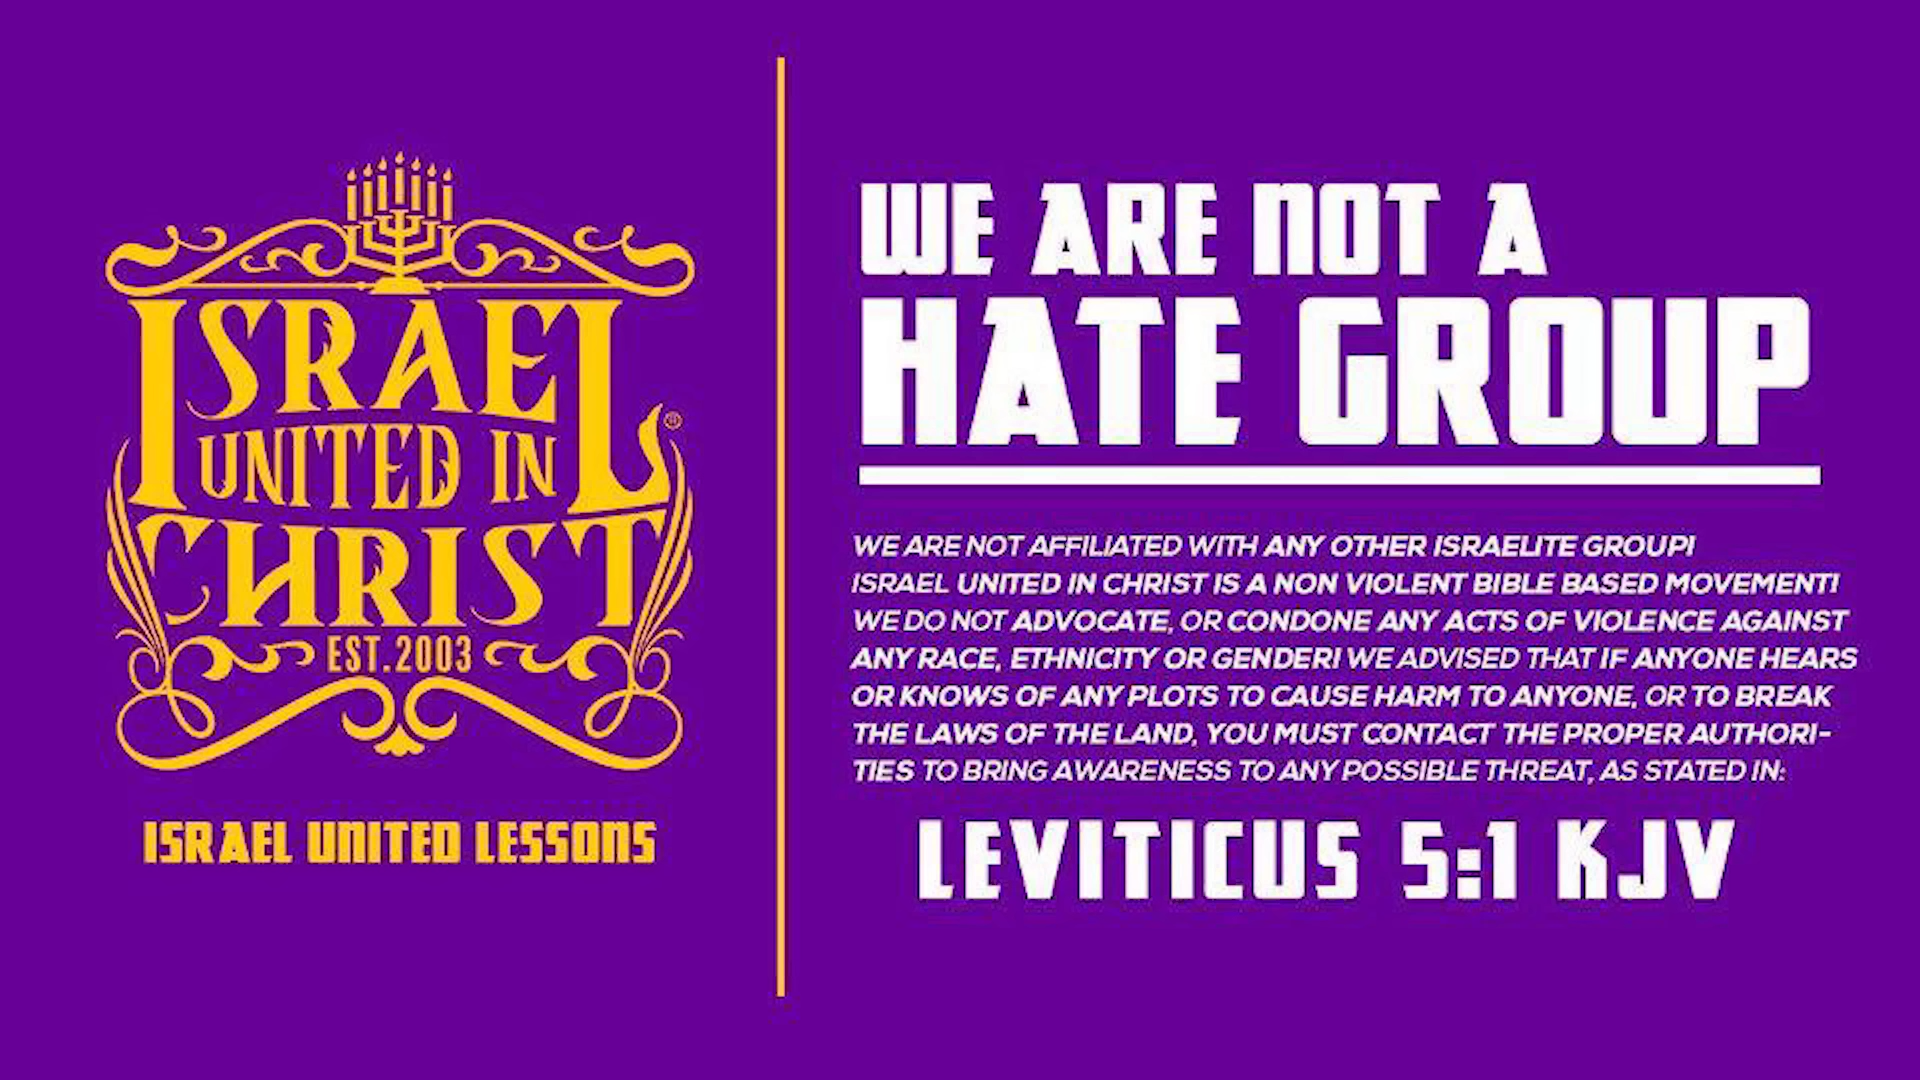 ISRAEL
UNITED IN
CHRIST
®
EST.2003
ISRAEL UNITED LESSONS
WE ARE NOT A
HATE GROUP
WE ARE NOT AFFILIATED WITH ANY OTHER ISRAELITE GROUP!
ISRAEL UNITED IN CHRIST IS A NON VIOLENT BIBLE BASED MOVEMENT!
WE DO NOT ADVOCATE, OR CONDONE ANY ACTS OF VIOLENCE AGAINST
ANY RACE, ETHNICITY OR GENDER! WE ADVISED THAT IF ANYONE HEARS
OR KNOWS OF ANY PLOTS TO CAUSE HARM TO ANYONE, OR TO BREAK
THE LAWS OF THE LAND, YOU MUST CONTACT THE PROPER AUTHORI-
TIES TO BRING AWARENESS TO ANY POSSIBLE THREAT, AS STATED IN:
LEVITICUS 5:1 KJV